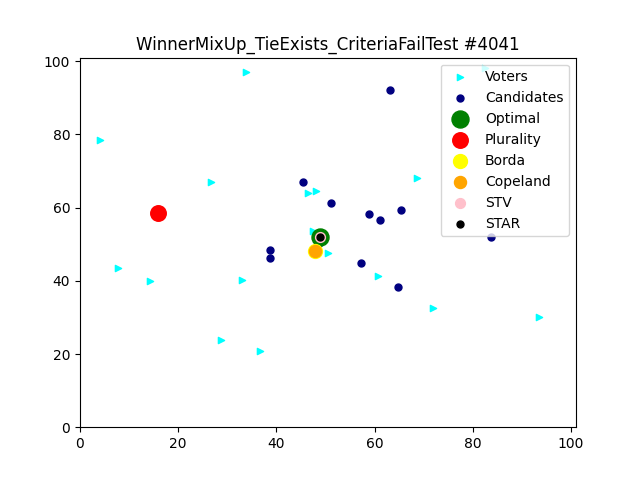 WinnerMixUp_TieExists_CriteriaFailTest #4041
100
80
60
40
20
0
0
20
40
60
80
100
Voters
Candidates
Optimal
Plurality
Borda
Copeland
STV
STAR